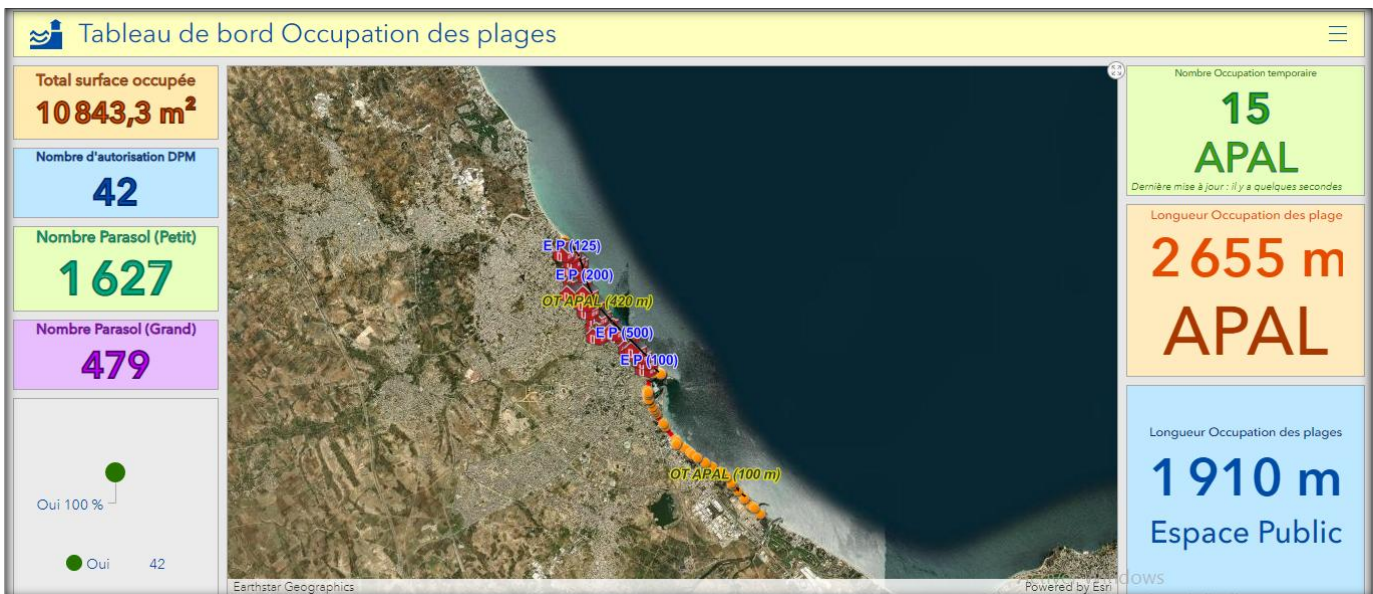 Tableau de bord Occupation des plages
Total surface occupée
10 843,3 m²
Nombre d'autorisation DPM
42
Nombre Parasol (Petit)
1 627
Nombre Parasol (Grand)
479
Oui 100 %
Oui 42
E P (125)
E P (200)
OT APAL (420 m)
E P (500)
E P (100)
OT APAL (100 m)
Earthstar Geographics
Powered by Esri
Nombre Occupation temporaire
15
APAL
Dernière mise à jour : il y a quelques secondes
Longueur Occupation des plage
2 655 m
APAL
Longueur Occupation des plages
1 910 m
Espace Public